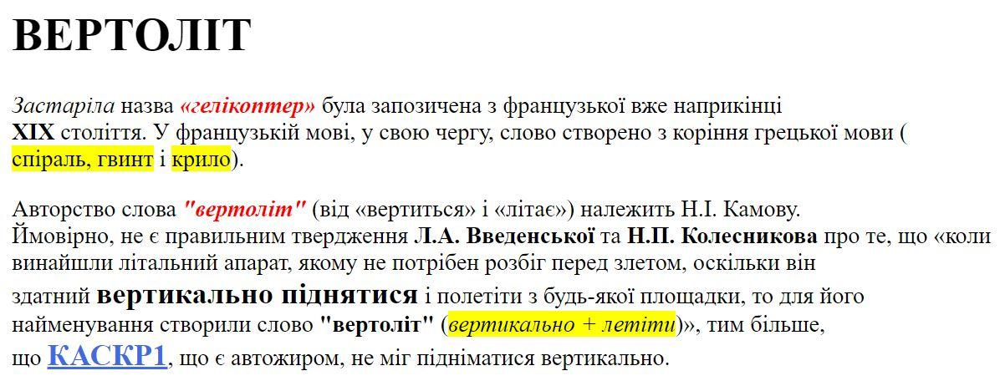 ВЕРТОЛІТ
Застаріла назва «гелікоптер» була запозичена з французької вже наприкінці
XIX століття. У французькій мові, у свою чергу, слово створено з коріння грецької мови (
спіраль, гвинт і крило).
Авторство слова "вертоліт" (від «вертиться» і «літає») належить Н.І. Камову.
Ймовірно, не є правильним твердження Л.А. Введенської та Н.П. Колесникова про те, що «коли
винайшли літальний апарат, якому не потрібен розбіг перед злетом, оскільки він
здатний вертикально піднятися і полетіти з будь-якої площадки, то для його
найменування створили слово "вертоліт" (вертикально + летіти)», тим більше,
що КАСКР1, що є автожиром, не міг підніматися вертикально.